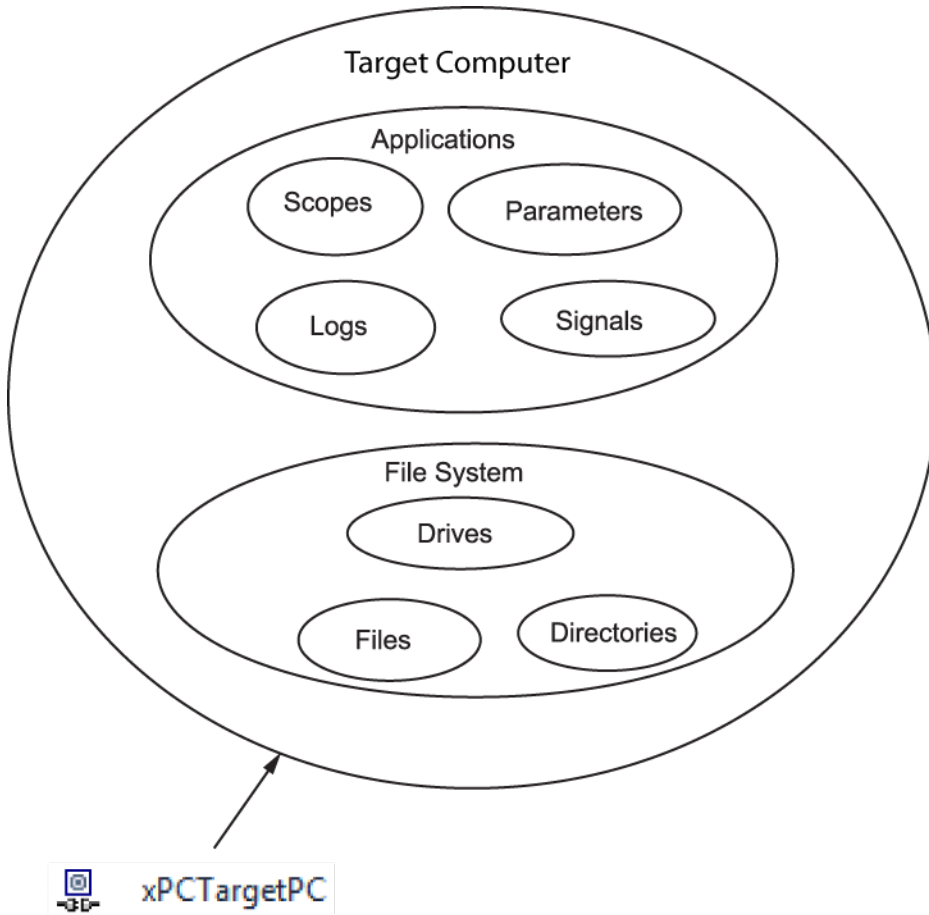 Target Computer
Applications
Scopes
Parameters
Logs
Signals
File System
Drives
Files
Directories
xPCTargetPC